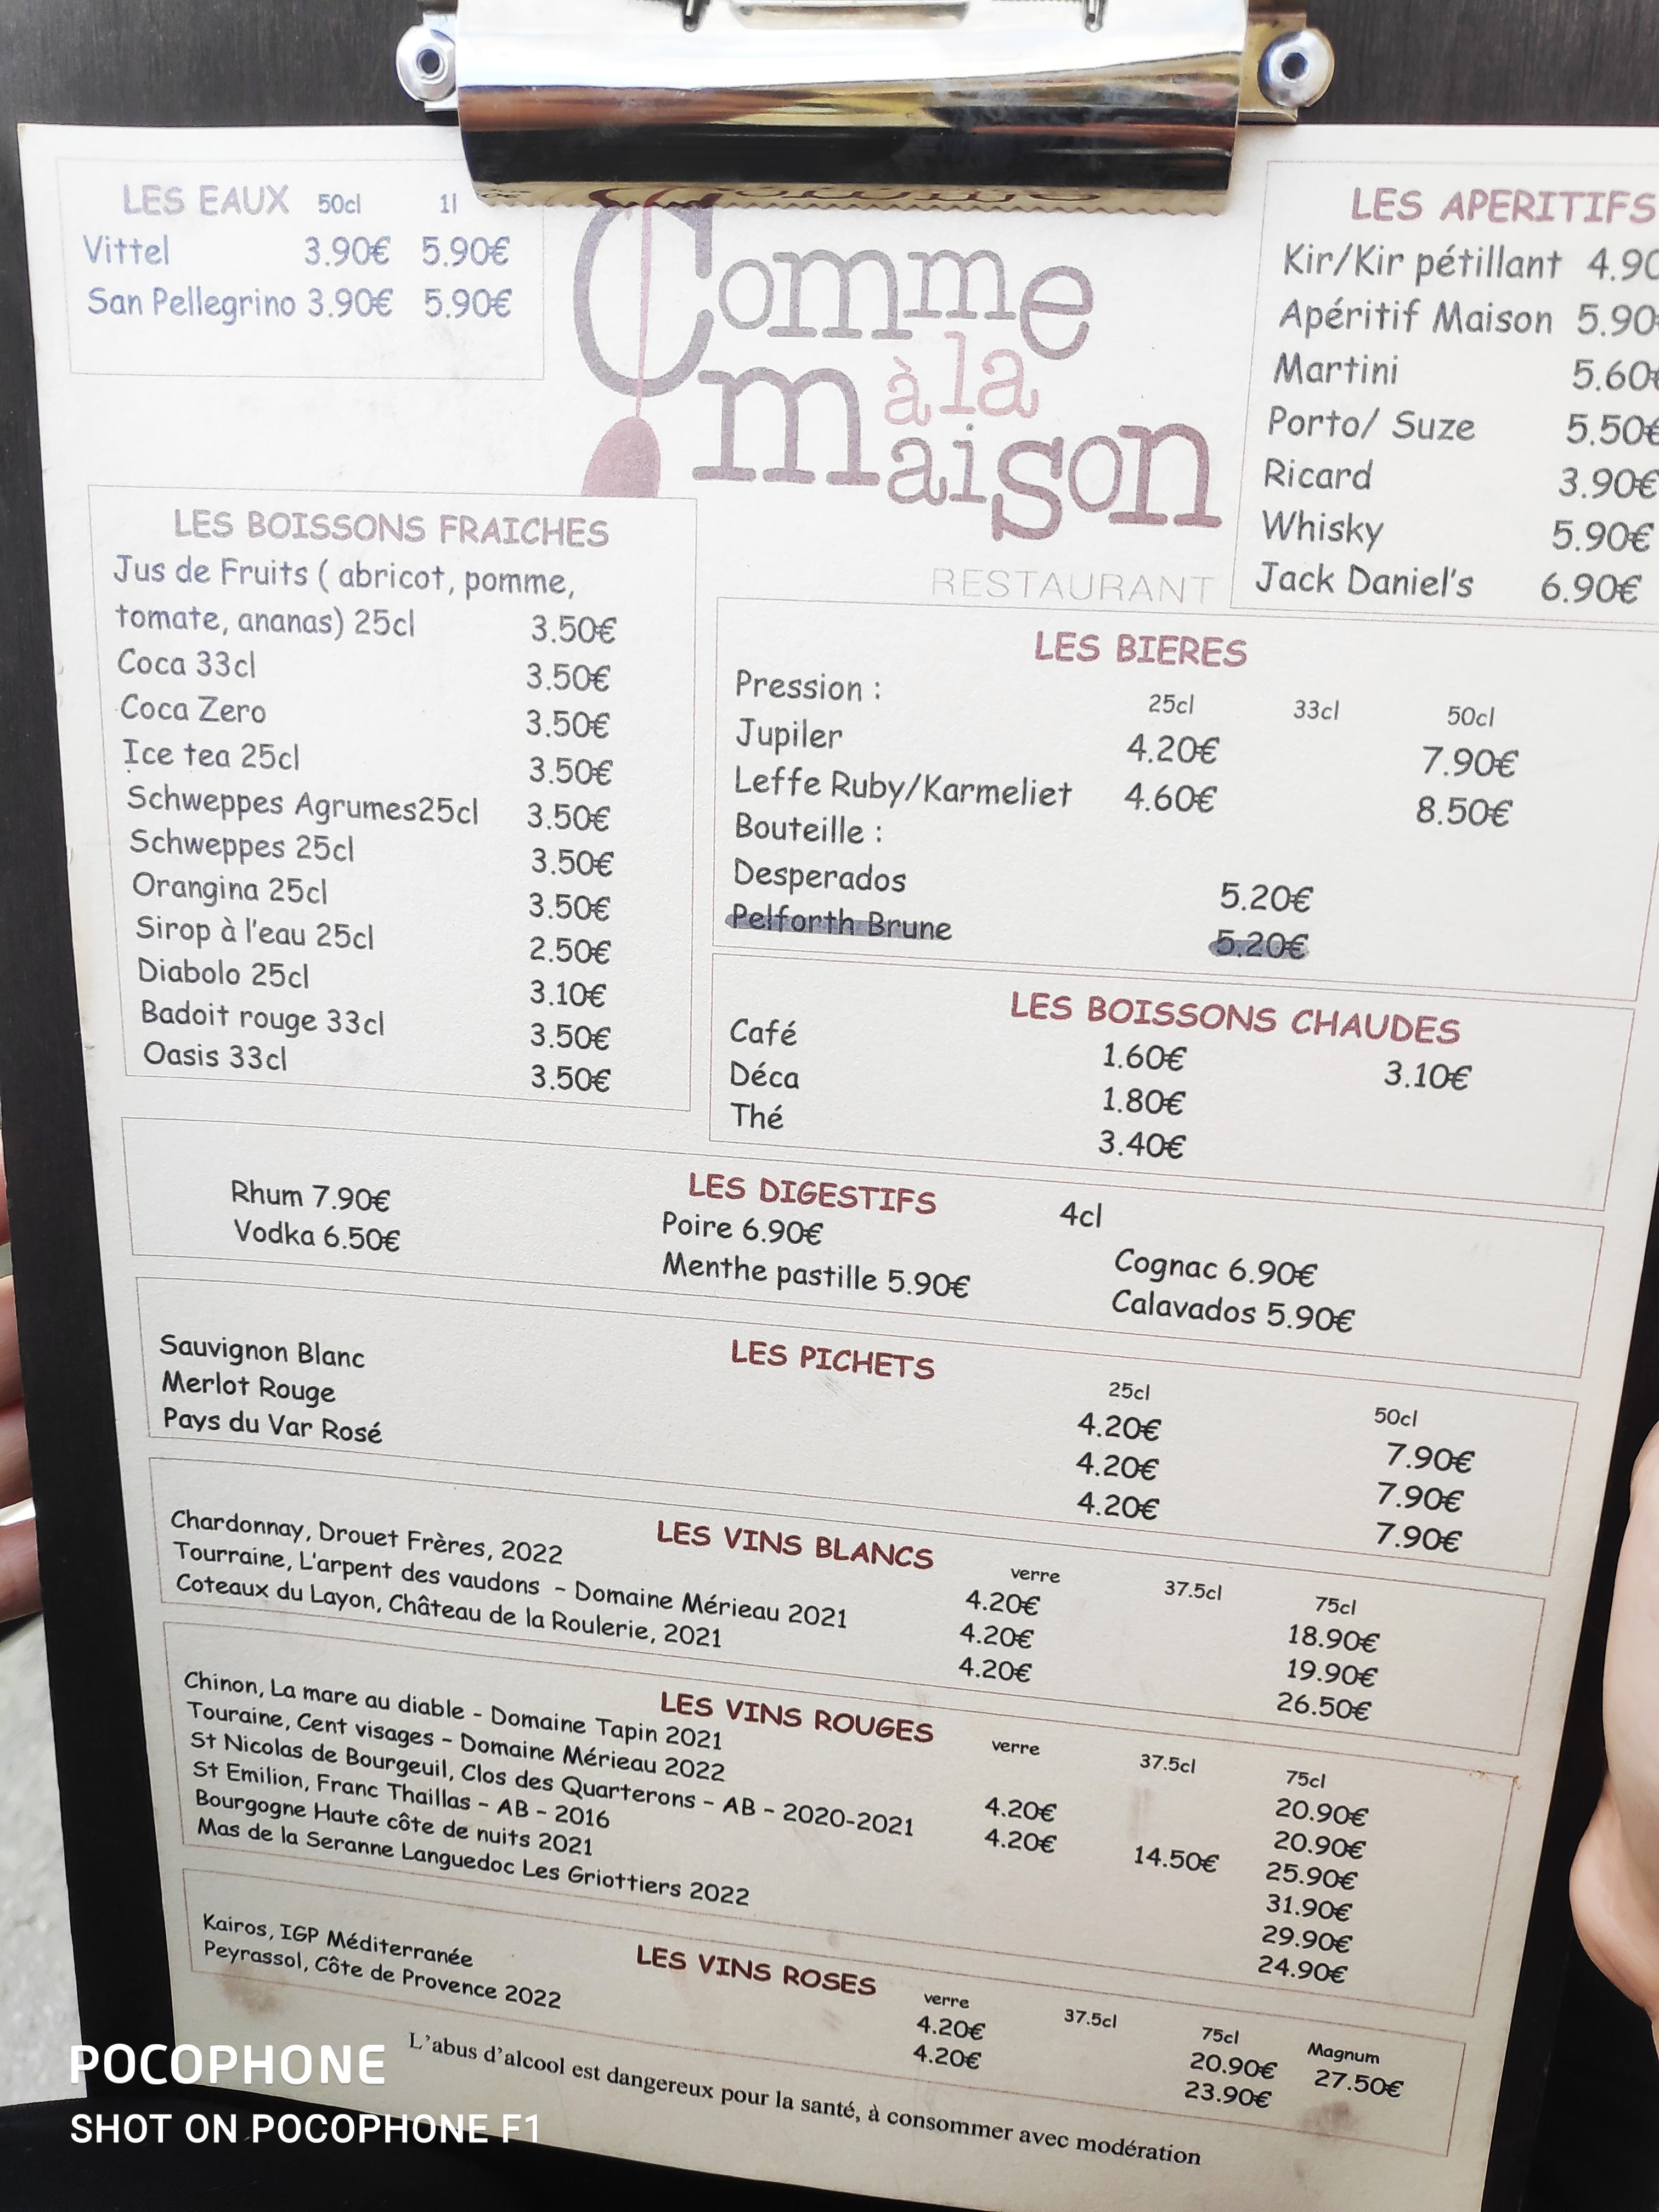 LES EAUX 50cl 1l
Vittel 3.90€ 5.90€
San Pellegrino 3.90€ 5.90€
Comme
à la
maison
RESTAURANT
LES APERITIFS
Kir/Kir pétillant 4.90
Apéritif Maison 5.90€
Martini 5.60€
Porto/ Suze 5.50€
Ricard 3.90€
Whisky 5.90€
Jack Daniel's 6.90€
LES BOISSONS FRAICHES
Jus de Fruits ( abricot, pomme,
tomate, ananas) 25cl 3.50€
Coca 33cl 3.50€
Coca Zero 3.50€
Ice tea 25cl 3.50€
Schweppes Agrumes25cl 3.50€
Schweppes 25cl 3.50€
Orangina 25cl 3.50€
Sirop à l'eau 25cl 2.50€
Diabolo 25cl 3.10€
Badoit rouge 33cl 3.50€
Oasis 33cl 3.50€
LES BIERES
Pression : 25cl 33cl 50cl
Jupiler 4.20€ 7.90€
Leffe Ruby/Karmeliet 4.60€ 8.50€
Bouteille :
Desperados 5.20€
Pelforth Brune 5.20€
LES BOISSONS CHAUDES
Café 1.60€ 3.10€
Déca 1.80€
Thé 3.40€
LES DIGESTIFS 4cl
Rhum 7.90€ Poire 6.90€ Cognac 6.90€
Vodka 6.50€ Menthe pastille 5.90€ Calavados 5.90€
LES PICHETS 25cl 50cl
Sauvignon Blanc 4.20€ 7.90€
Merlot Rouge 4.20€ 7.90€
Pays du Var Rosé 4.20€ 7.90€
LES VINS BLANCS verre 37.5cl 75cl
Chardonnay, Drouet Frères, 2022 4.20€ 18.90€
Tourraine, L'arpent des vaudons - Domaine Mérieau 2021 4.20€ 19.90€
Coteaux du Layon, Château de la Roulerie, 2021 4.20€ 26.50€
LES VINS ROUGES verre 37.5cl 75cl
Chinon, La mare au diable - Domaine Tapin 2021 4.20€ 20.90€
Touraine, Cent visages - Domaine Mérieau 2022 4.20€ 20.90€
St Nicolas de Bourgeuil, Clos des Quarterons - AB - 2020-2021 14.50€ 25.90€
St Emilion, Franc Thaillas - AB - 2016 31.90€
Bourgogne Haute côte de nuits 2021 29.90€
Mas de la Seranne Languedoc Les Griottiers 2022 24.90€
LES VINS ROSES verre 37.5cl 75cl Magnum
Kairos, IGP Méditerranée 4.20€ 20.90€ 27.50€
Peyrassol, Côte de Provence 2022 4.20€ 23.90€
L'abus d'alcool est dangereux pour la santé, à consommer avec modération
POCOPHONE
SHOT ON POCOPHONE F1